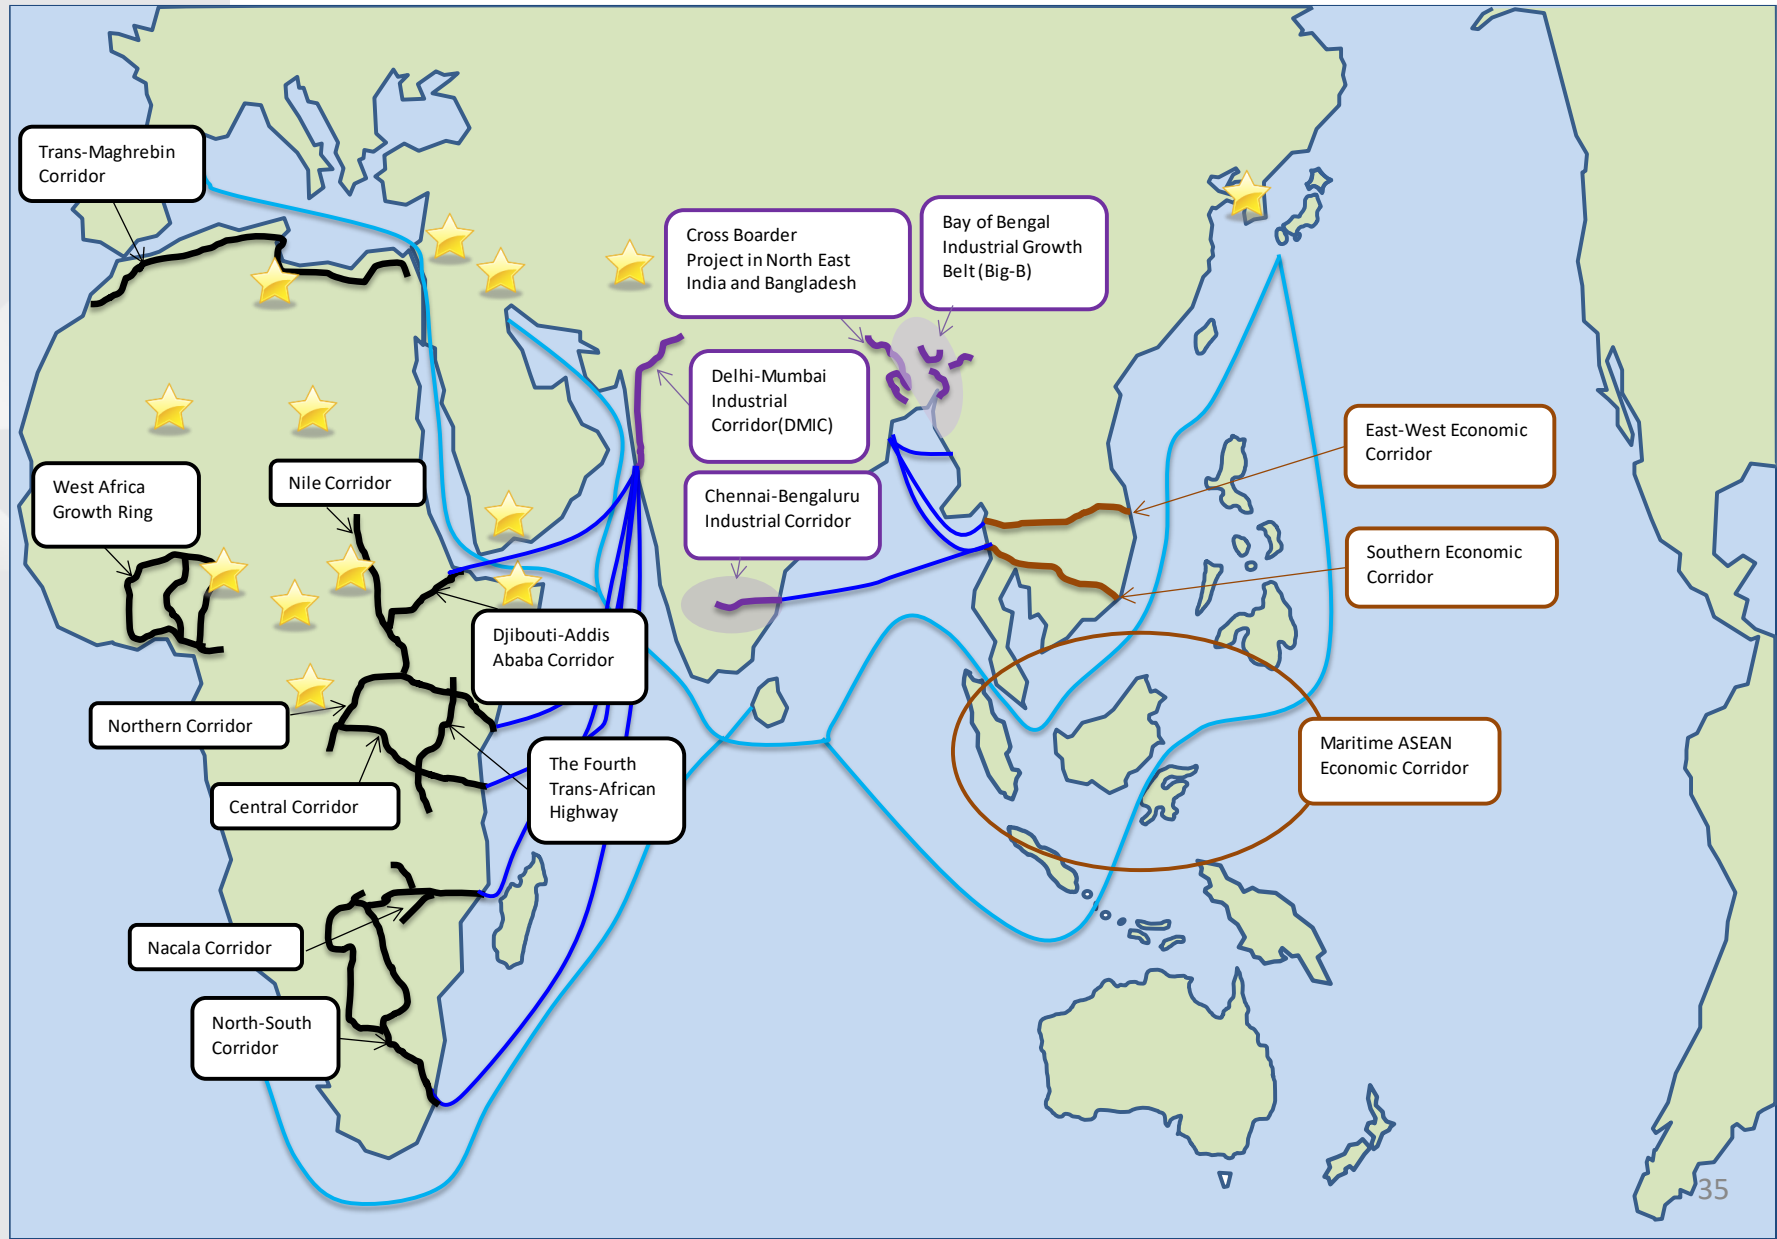 Trans-Maghrebin
Corridor
Cross Boarder
Project in North East
India and Bangladesh
Bay of Bengal
Industrial Growth
Belt (Big-B)
Delhi-Mumbai
Industrial
Corridor(DMIC)
East-West Economic
Corridor
West Africa
Growth Ring
Nile Corridor
Chennai-Bengaluru
Industrial Corridor
Southern Economic
Corridor
Djibouti-Addis
Ababa Corridor
Northern Corridor
Maritime ASEAN
Economic Corridor
The Fourth
Trans-African
Highway
Central Corridor
Nacala Corridor
North-South
Corridor
35